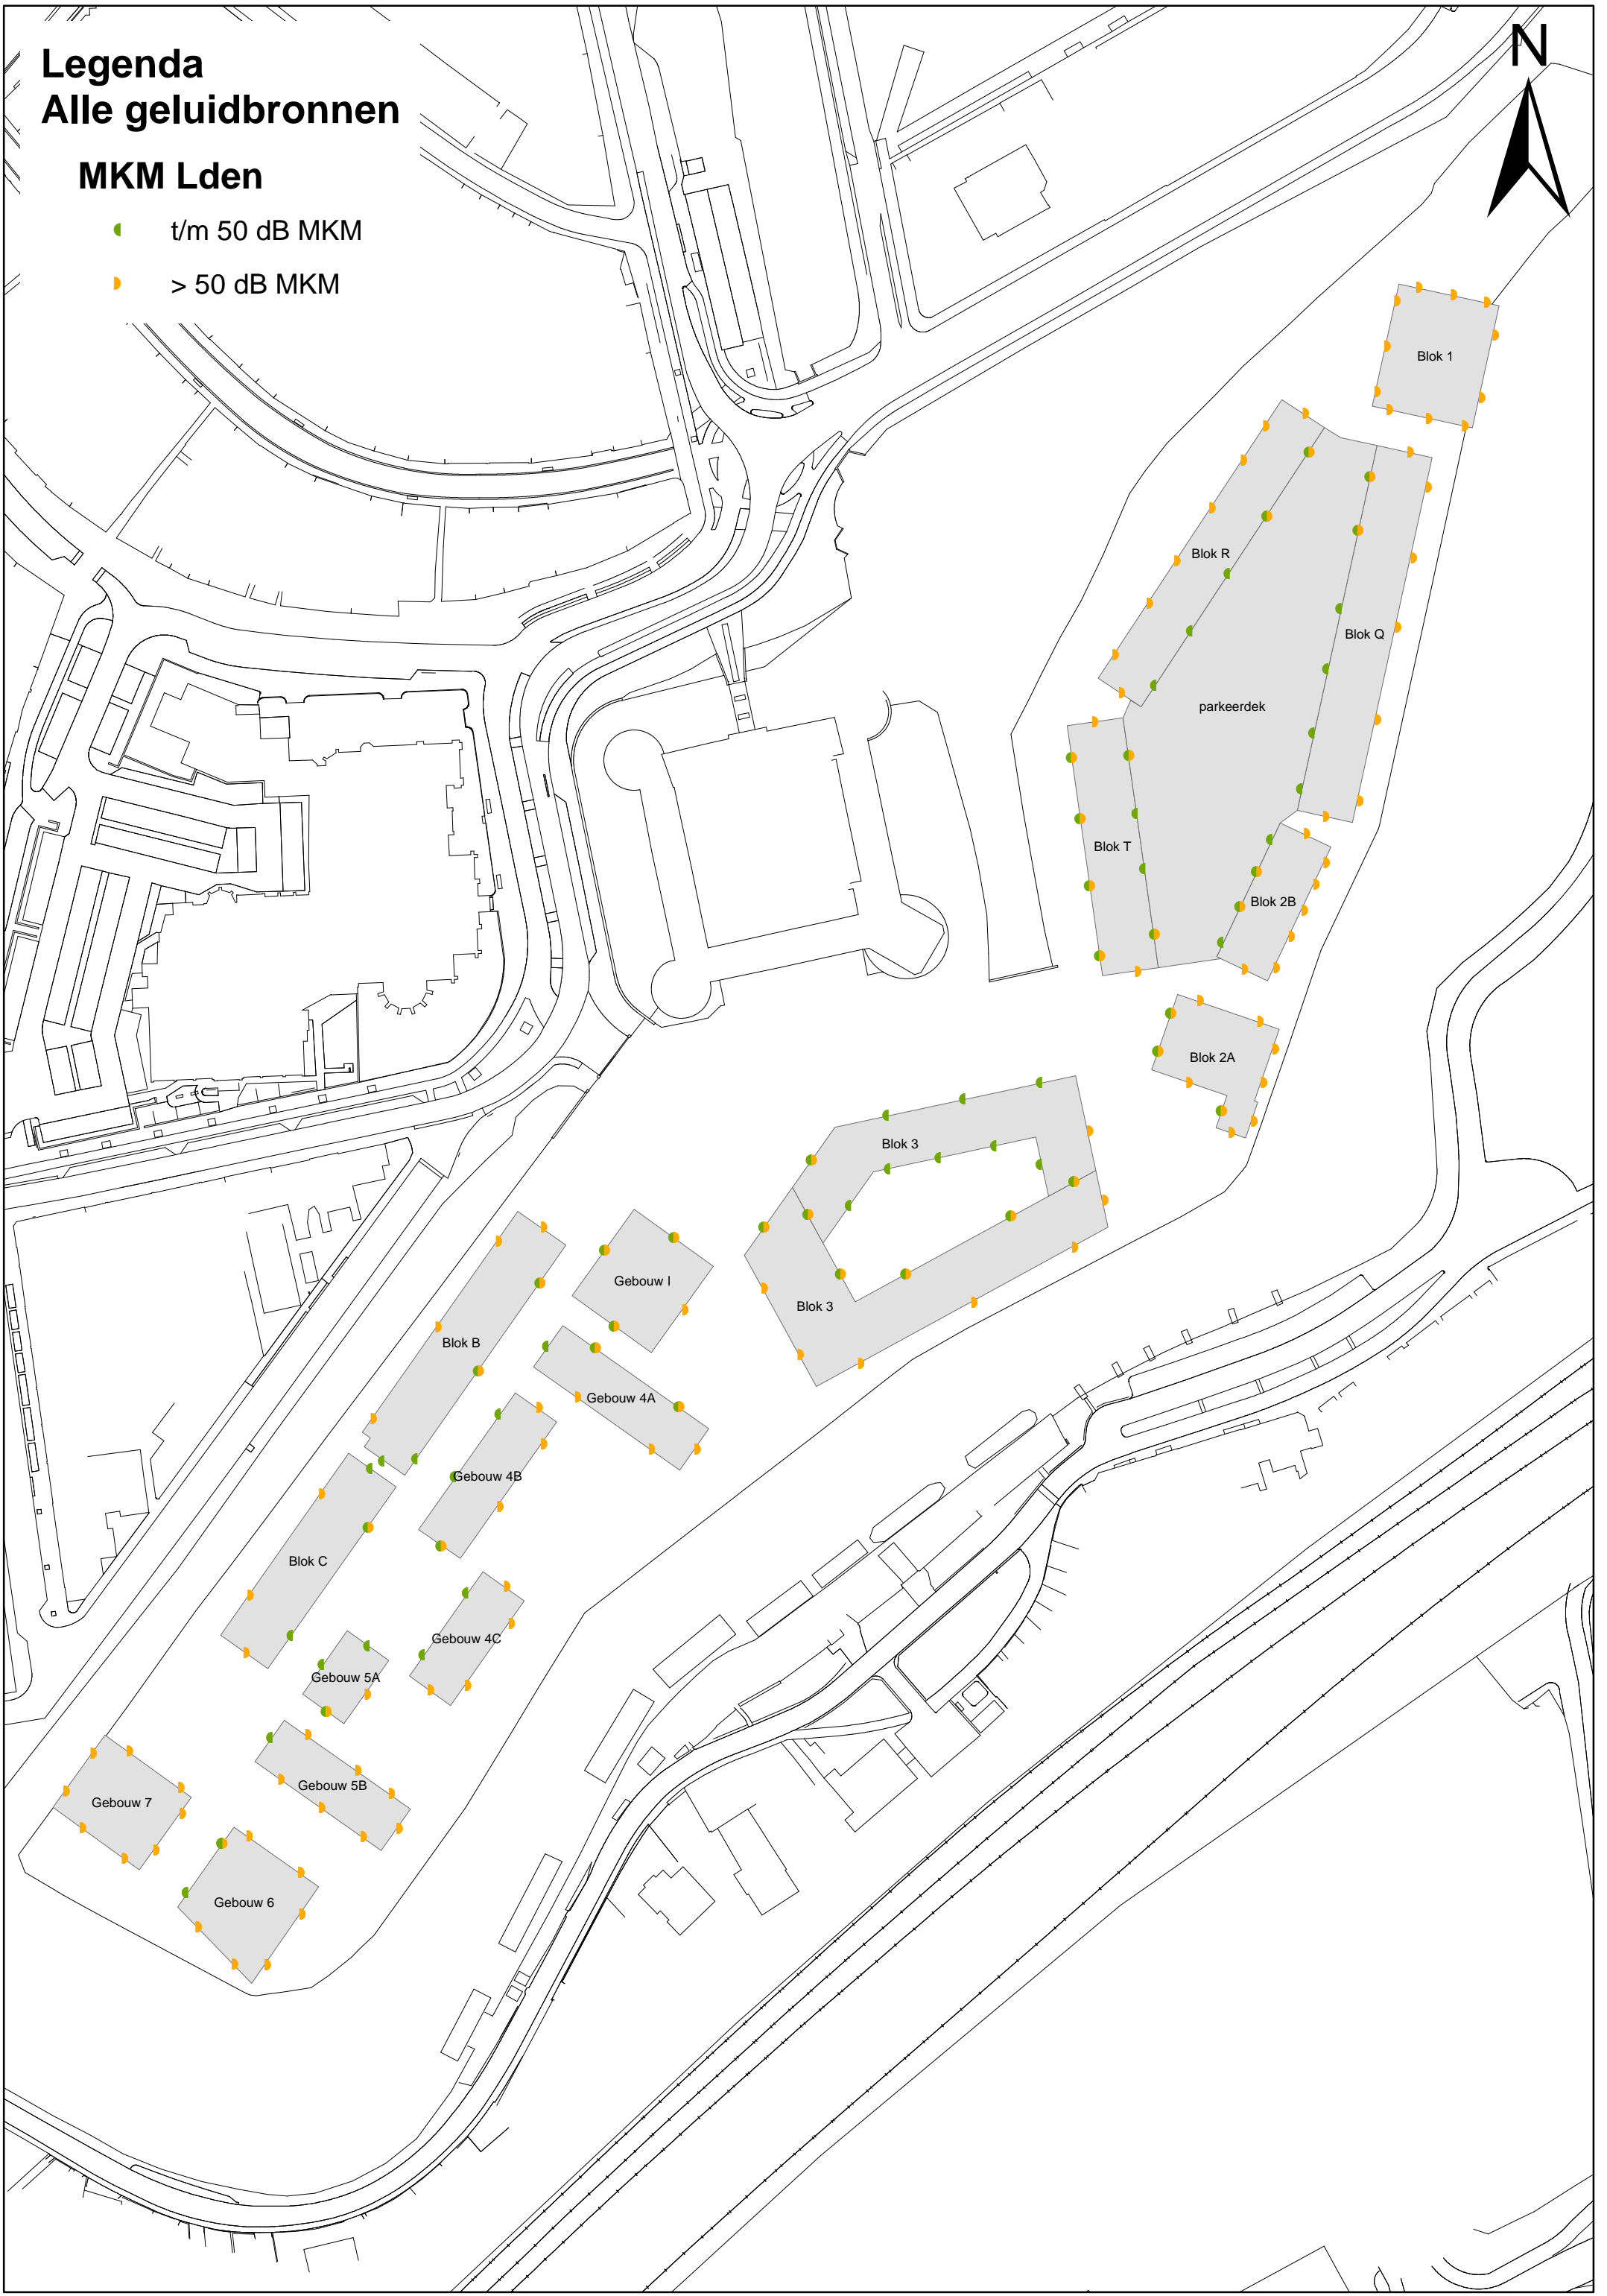 Legenda
Alle geluidbronnen
MKM Lden
t/m 50 dB MKM
> 50 dB MKM
N
Blok 1
Blok R
Blok Q
parkeerdek
Blok T
Blok 2B
Blok 2A
Blok 3
Gebouw I
Blok 3
Blok B
Gebouw 4A
Gebouw 4B
Blok C
Gebouw 4C
Gebouw 5A
Gebouw 5B
Gebouw 7
Gebouw 6